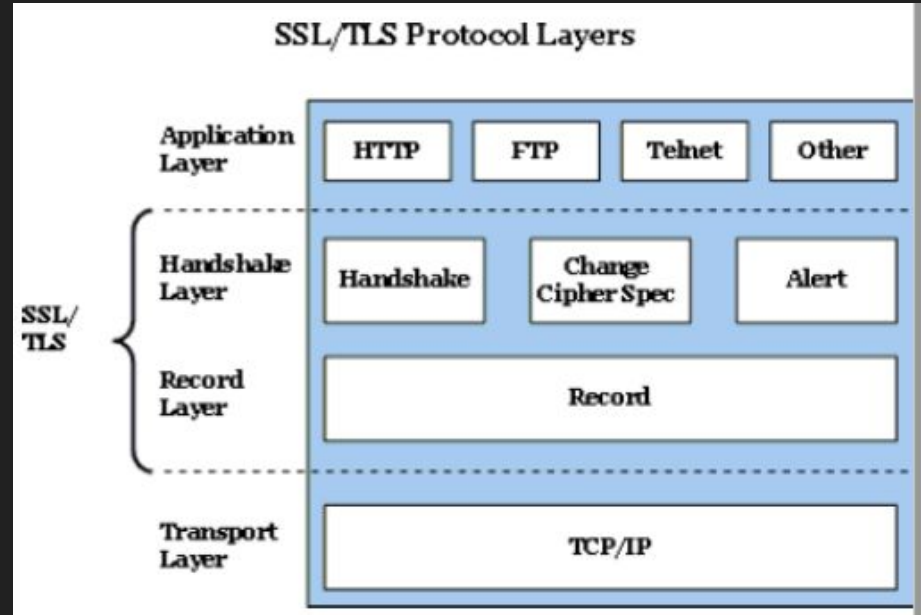 SSL/TLS Protocol Layers
Application
Layer
HTTP
FTP
Telnet
Other
SSL/
TLS
Handshake
Layer
Handshake
Change
Cipher Spec
Alert
Record
Layer
Record
Transport
Layer
TCP/IP